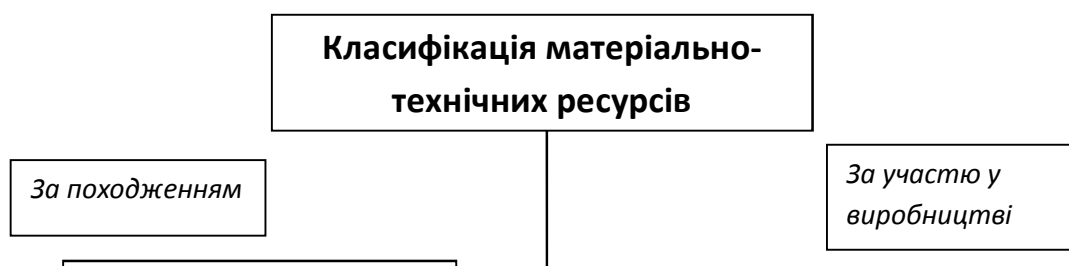 Класифікація матеріально-
технічних ресурсів
За походженням
За участю у
виробництві